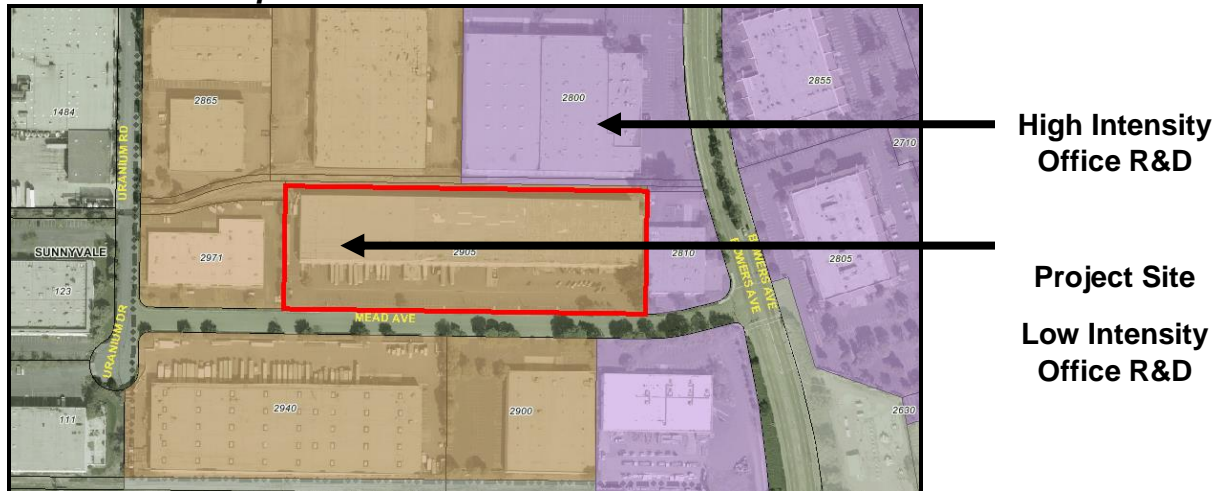 1484
2865
2800
2855
2710
URANIUM RD
High Intensity
Office R&D
SUNNYVALE
2971
2905
2810
BOWERS AVE
BOWERS AVE
2805
123
MEAD AVE
URANIUM DR
Project Site
Low Intensity
Office R&D
2940
2900
2630
111